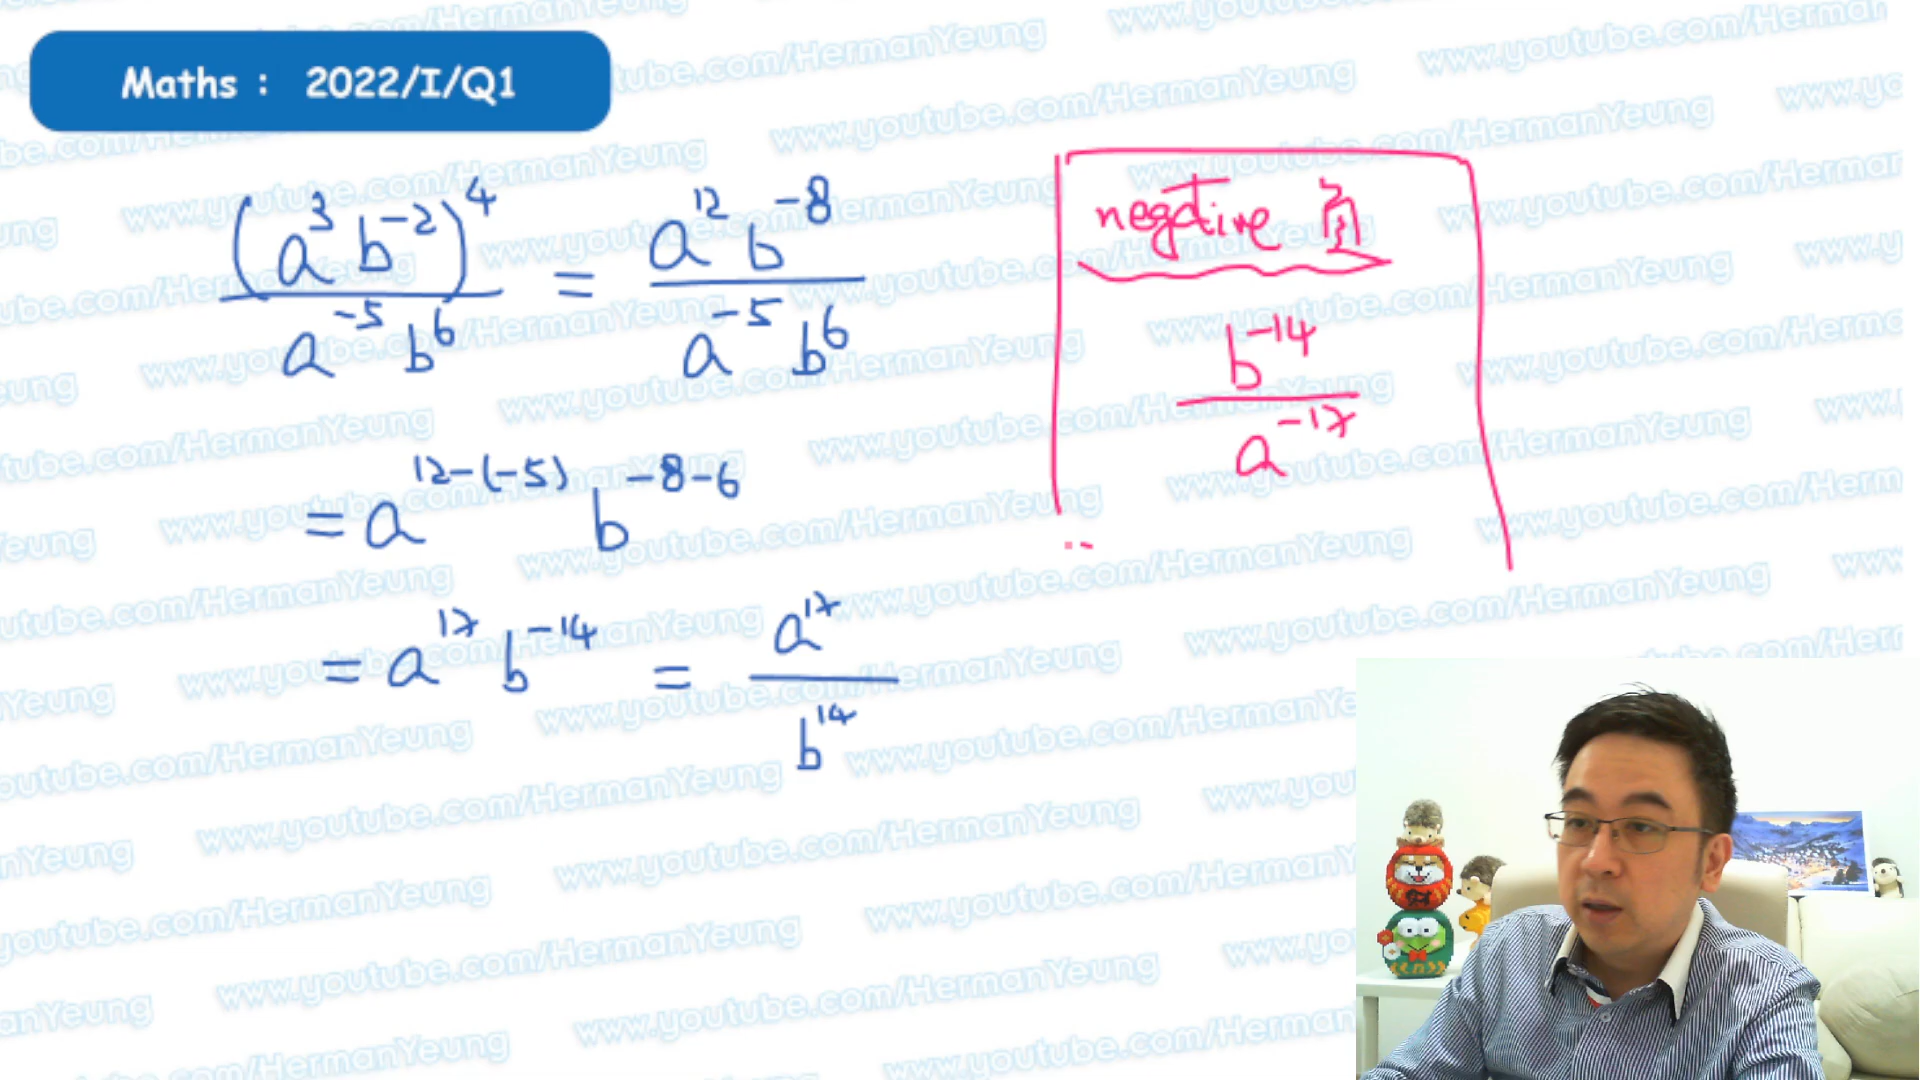 Maths : 2022/I/Q1
(a^3 b^{-2})^4 / a^{-5} b^6 = a^{12} b^{-8} / a^{-5} b^6
= a^{12-(-5)} b^{-8-6}
= a^{17} b^{-14} = a^{17} / b^{14}
negative 負
b^{-14} / a^{-17}
www.youtube.com/HermanYeung